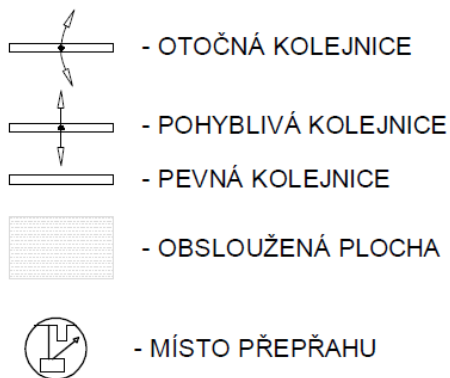 - OTOČNÁ KOLEJNICE
- POHYBLIVÁ KOLEJNICE
- PEVNÁ KOLEJNICE
- OBSLOUŽENÁ PLOCHA
- MÍSTO PŘEPŘAHU